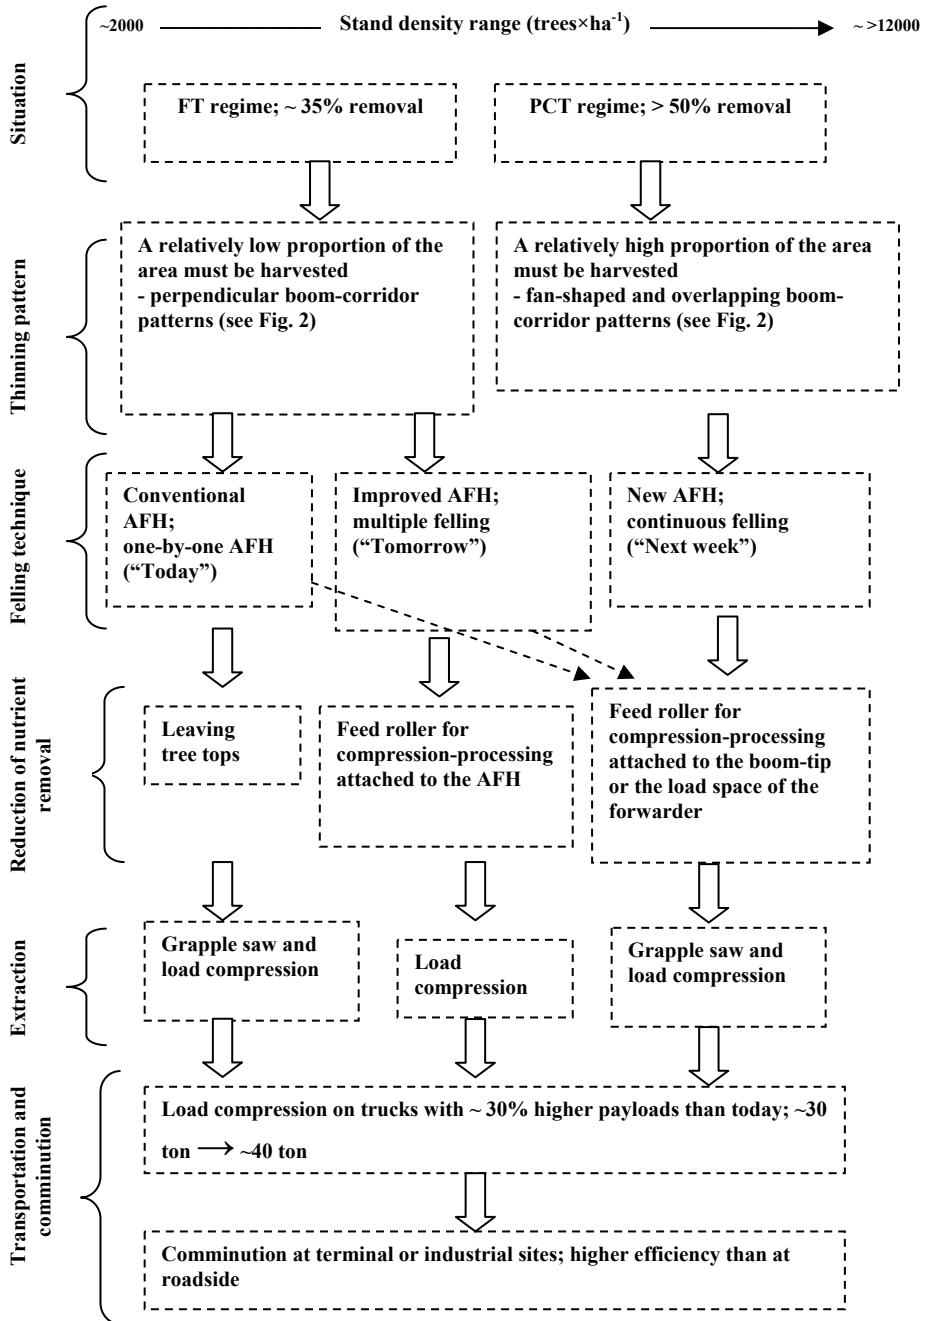 ~2000
Stand density range (trees×ha⁻¹)
~ >12000
Situation
FT regime; ~ 35% removal
PCT regime; > 50% removal
Thinning pattern
A relatively low proportion of the
area must be harvested
- perpendicular boom-corridor
patterns (see Fig. 2)
A relatively high proportion of the area
must be harvested
- fan-shaped and overlapping boom-
corridor patterns (see Fig. 2)
Felling technique
Conventional
AFH;
one-by-one AFH
(“Today”)
Improved AFH;
multiple felling
(“Tomorrow”)
New AFH;
continuous felling
(“Next week”)
Reduction of nutrient
removal
Leaving
tree tops
Feed roller for
compression-processing
attached to the AFH
Feed roller for
compression-processing
attached to the boom-tip
or the load space of the
forwarder
Extraction
Grapple saw and
load compression
Load
compression
Grapple saw and
load compression
Transportation and
comminution
Load compression on trucks with ~ 30% higher payloads than today; ~30
ton → ~40 ton
Comminution at terminal or industrial sites; higher efficiency than at
roadside